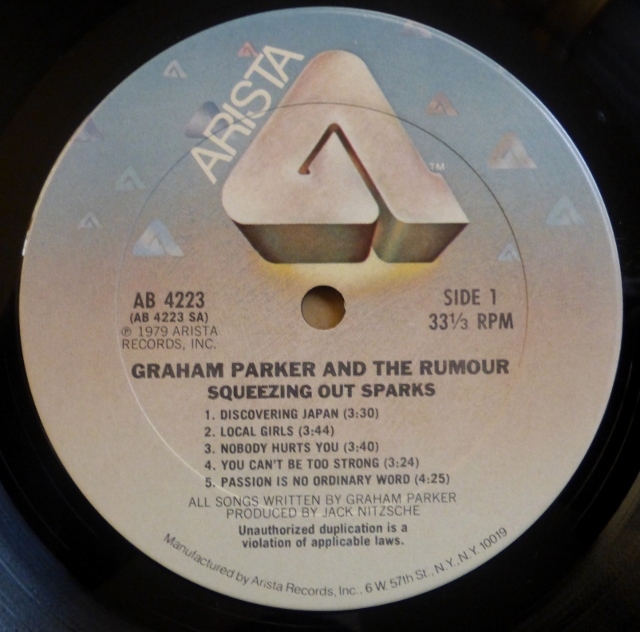 ARISTA
TM
AB 4223
(AB 4223 SA)
℗ 1979 ARISTA
RECORDS, INC.
SIDE 1
33⅓ RPM
GRAHAM PARKER AND THE RUMOUR
SQUEEZING OUT SPARKS
1. DISCOVERING JAPAN (3:30)
2. LOCAL GIRLS (3:44)
3. NOBODY HURTS YOU (3:40)
4. YOU CAN'T BE TOO STRONG (3:24)
5. PASSION IS NO ORDINARY WORD (4:25)
ALL SONGS WRITTEN BY GRAHAM PARKER
PRODUCED BY JACK NITZSCHE
Unauthorized duplication is a
violation of applicable laws.
Manufactured by Arista Records, Inc., 6 W. 57th St., N.Y., N.Y. 10019